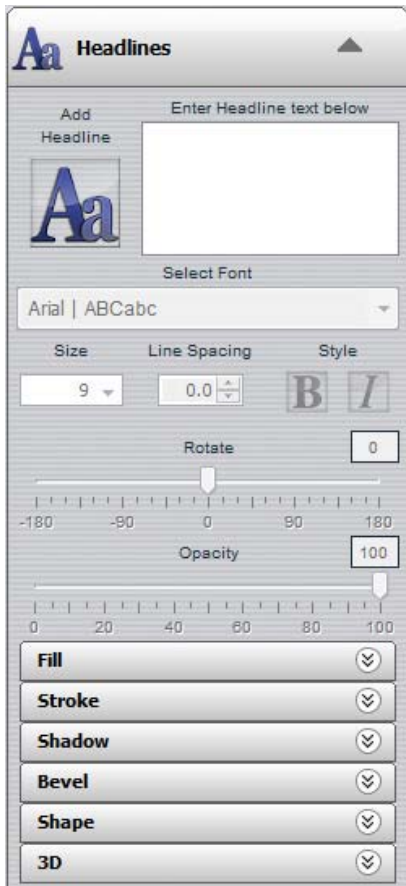 Aa Headlines
Add Headline
Enter Headline text below
Aa
Select Font
Arial | ABCabc
Size Line Spacing Style
9 0.0 B I
Rotate 0
-180 -90 0 90 180
Opacity 100
0 20 40 60 80 100
Fill
Stroke
Shadow
Bevel
Shape
3D